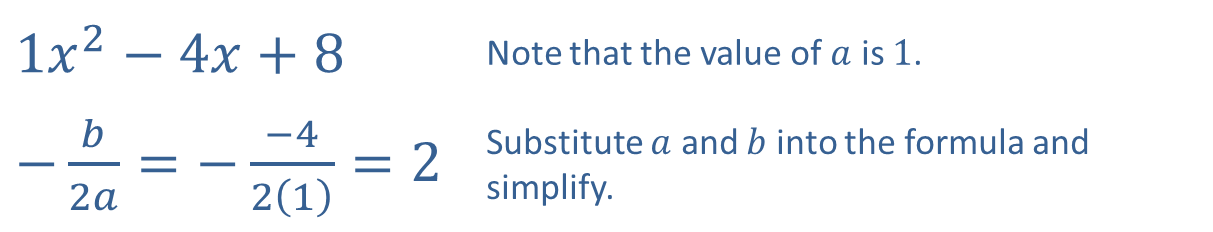 1x² − 4x + 8 Note that the value of a is 1.
−b/2a = −−4/2(1) = 2 Substitute a and b into the formula and
simplify.